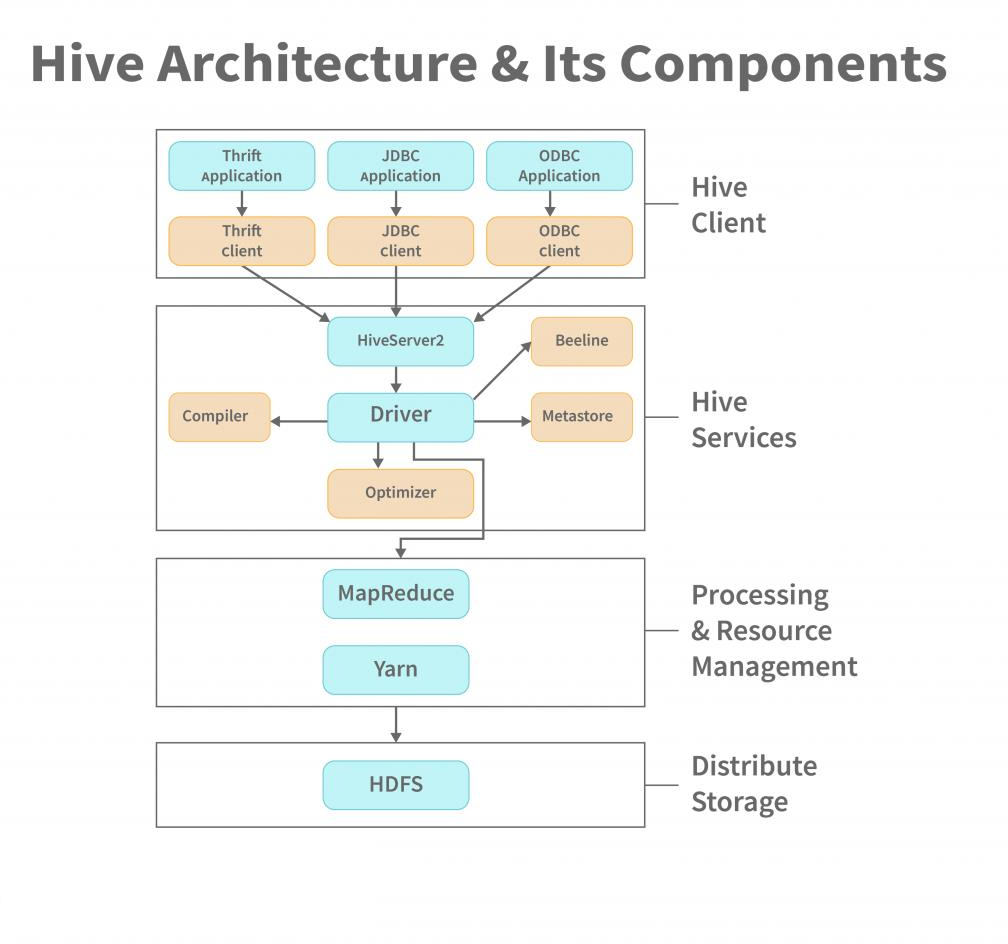 Hive Architecture & Its Components
Thrift
Application
JDBC
Application
ODBC
Application
Thrift
client
JDBC
client
ODBC
client
Hive
Client
HiveServer2
Beeline
Compiler
Driver
Metastore
Optimizer
Hive
Services
MapReduce
Yarn
Processing
& Resource
Management
HDFS
Distribute
Storage